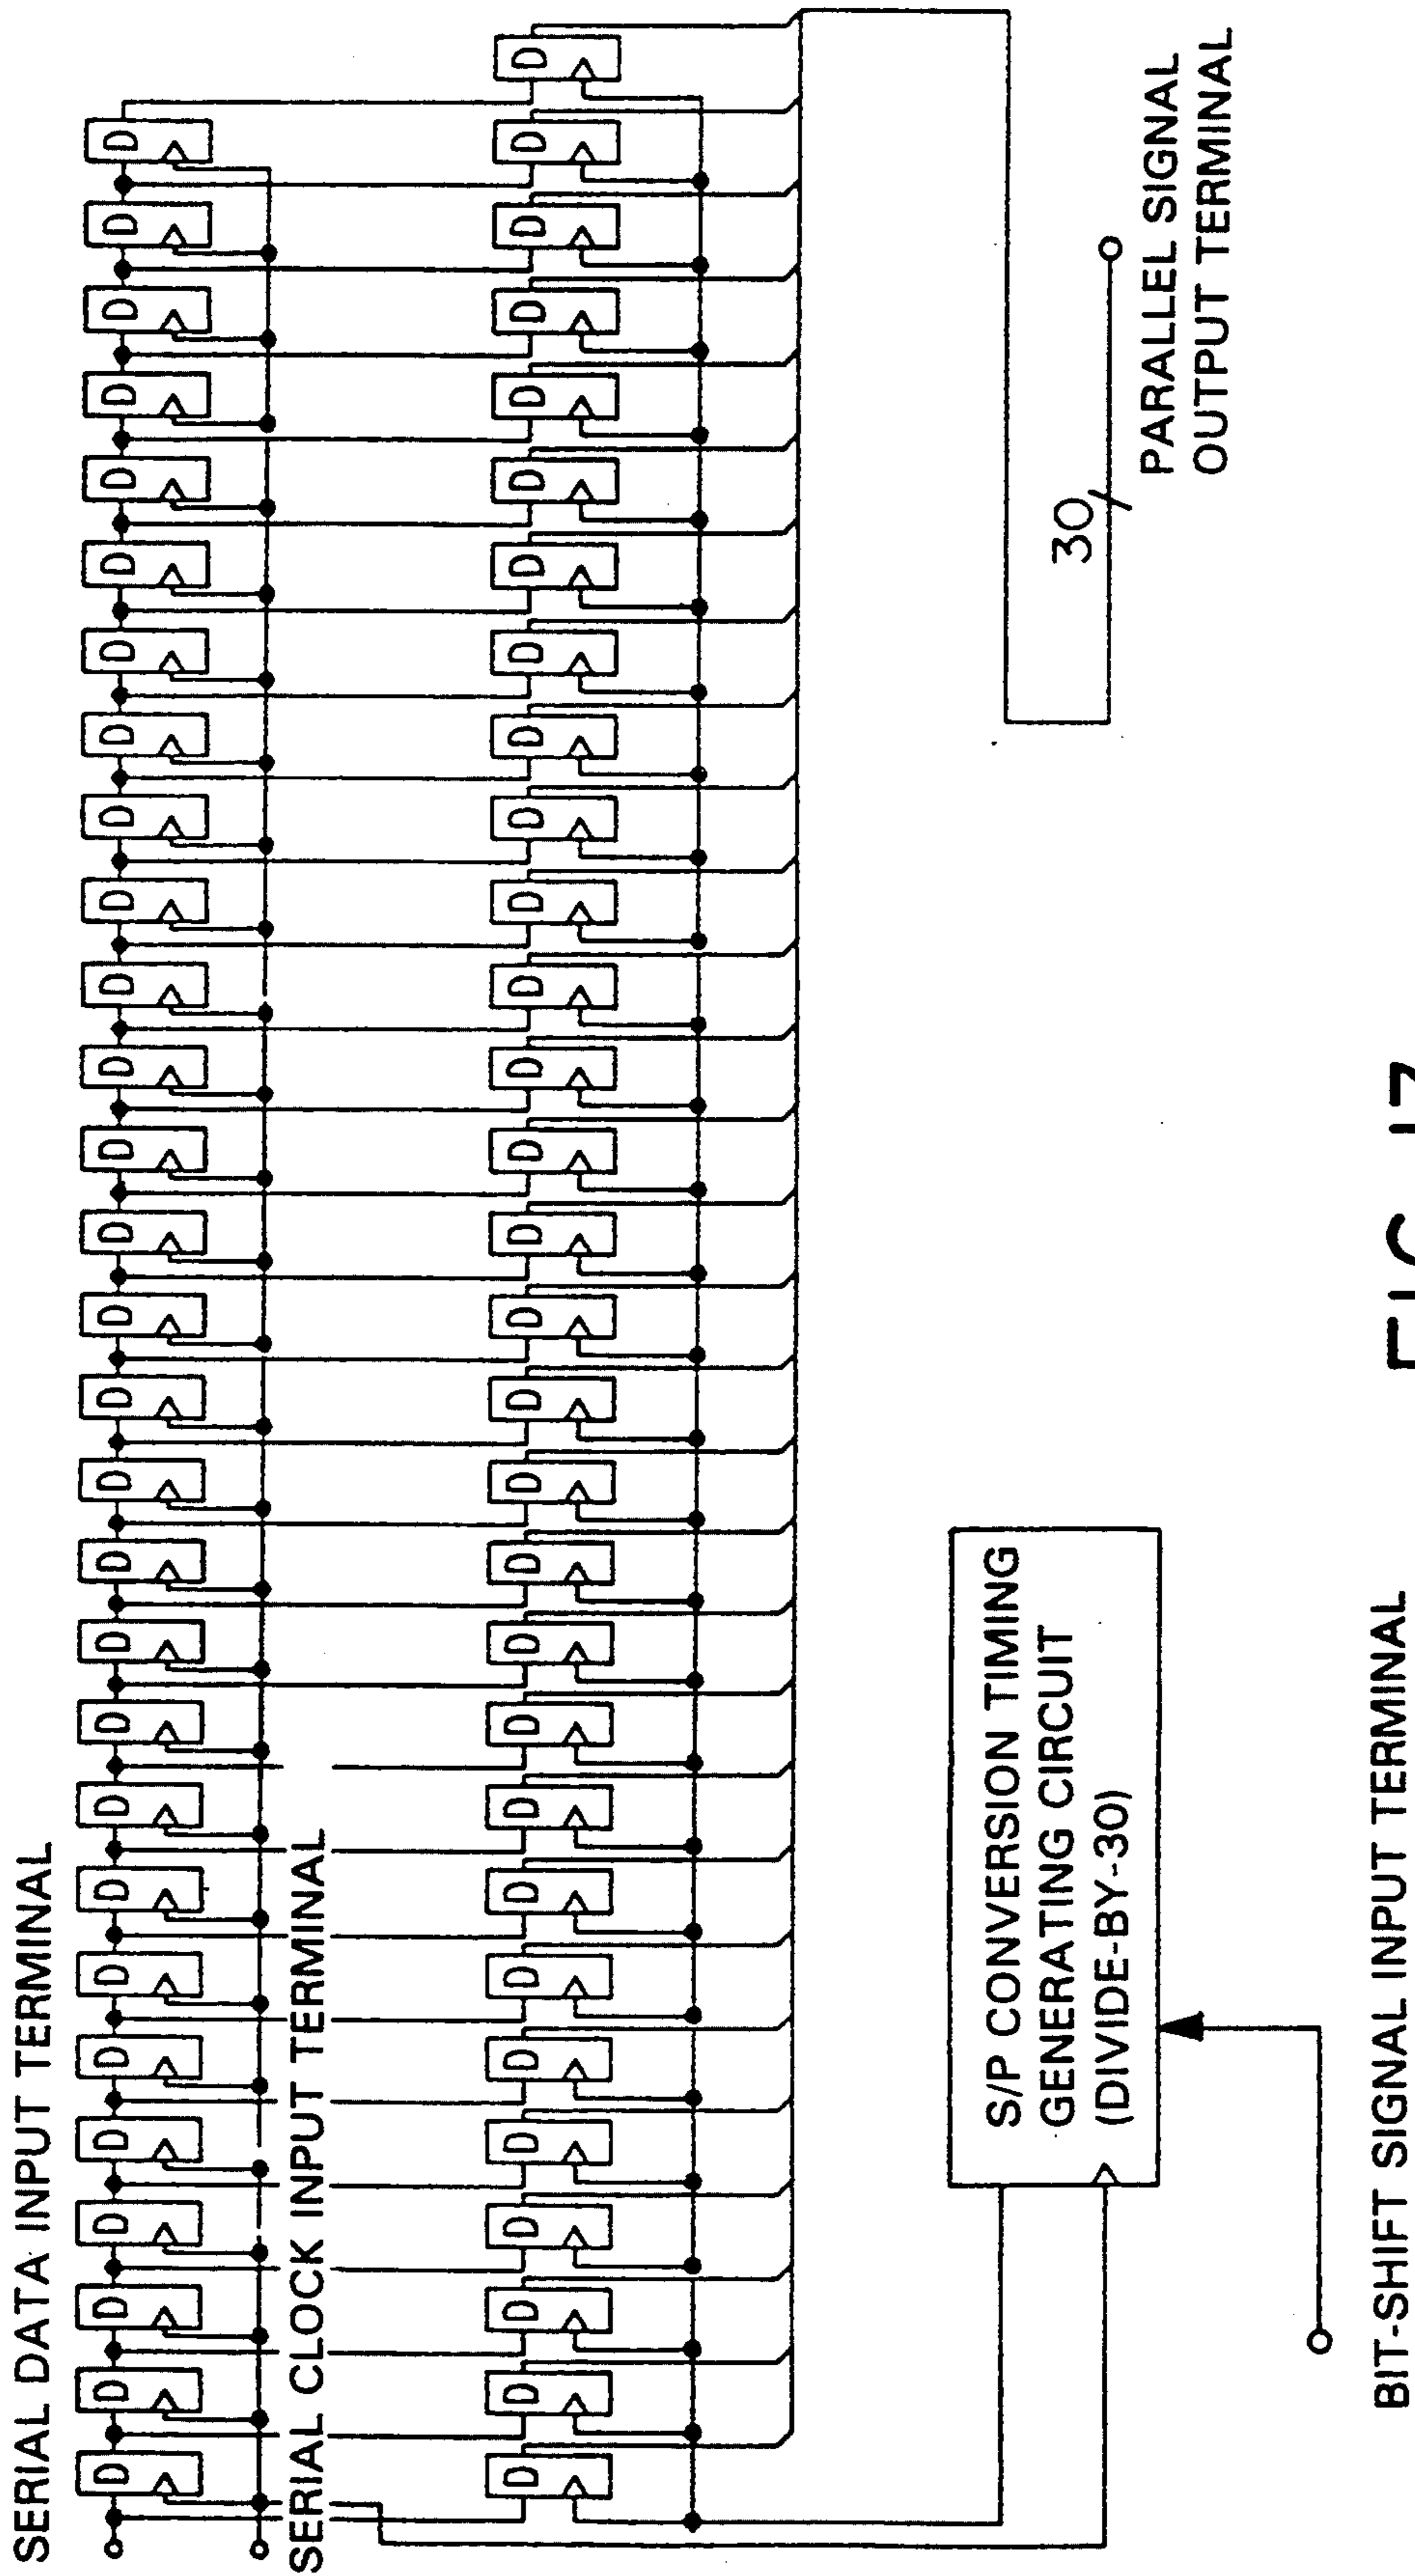 SERIAL DATA INPUT TERMINAL
D D D D D D D D D D D D D D D D D D D D D D D D D D D D D
SERIAL CLOCK INPUT TERMINAL
D D D D D D D D D D D D D D D D D D D D D D D D D D D D D D
S/P CONVERSION TIMING
GENERATING CIRCUIT
(DIVIDE-BY-30)
30
PARALLEL SIGNAL
OUTPUT TERMINAL
BIT-SHIFT SIGNAL INPUT TERMINAL